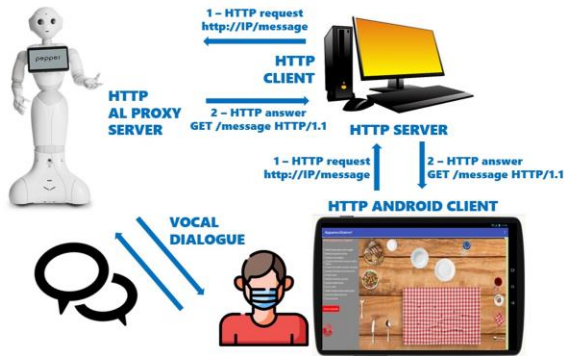 1 – HTTP request
http://IP/message
pepper
HTTP
CLIENT
HTTP
AL PROXY
SERVER
2 – HTTP answer
GET /message HTTP/1.1
HTTP SERVER
1 – HTTP request
http://IP/message
2 – HTTP answer
GET /message HTTP/1.1
HTTP ANDROID CLIENT
VOCAL
DIALOGUE